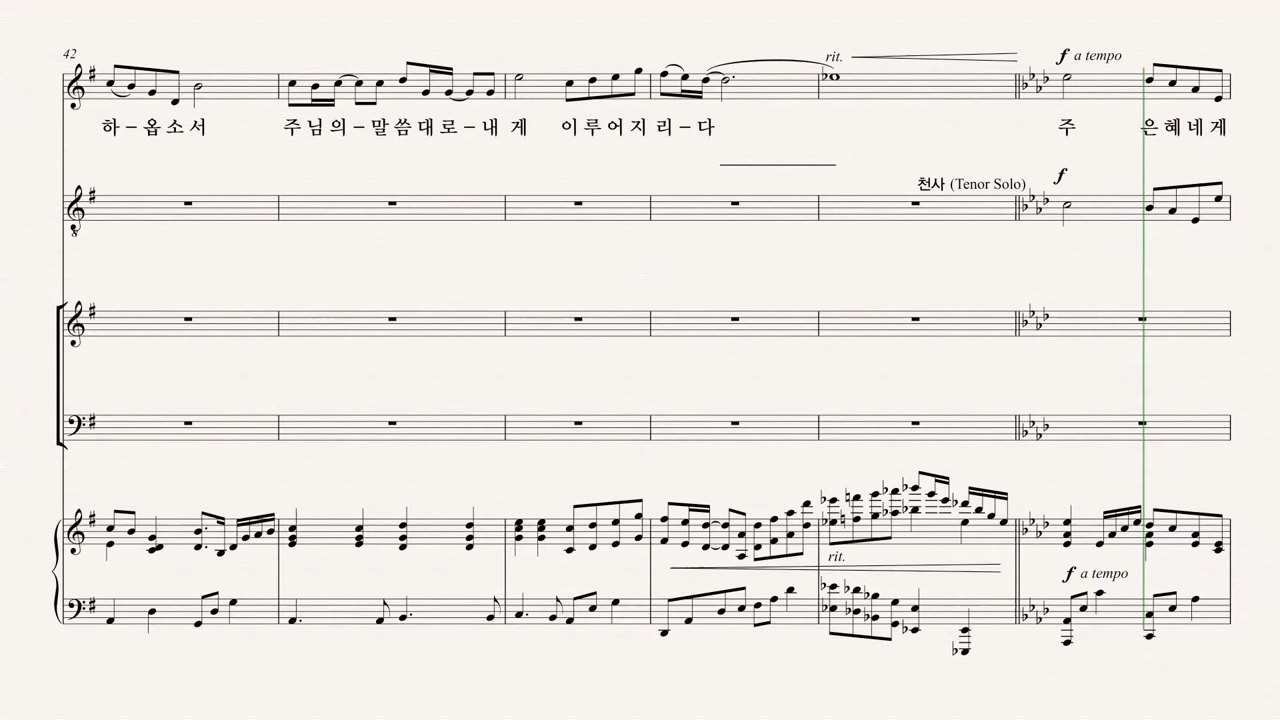 42
rit.
f a tempo
하 – 옵 소 서 주 님 의 – 말 씀 대 로 – 내 게 이 루 어 지 리 – 다 주 은 혜 네 게
천사 (Tenor Solo)
f
rit.
f a tempo